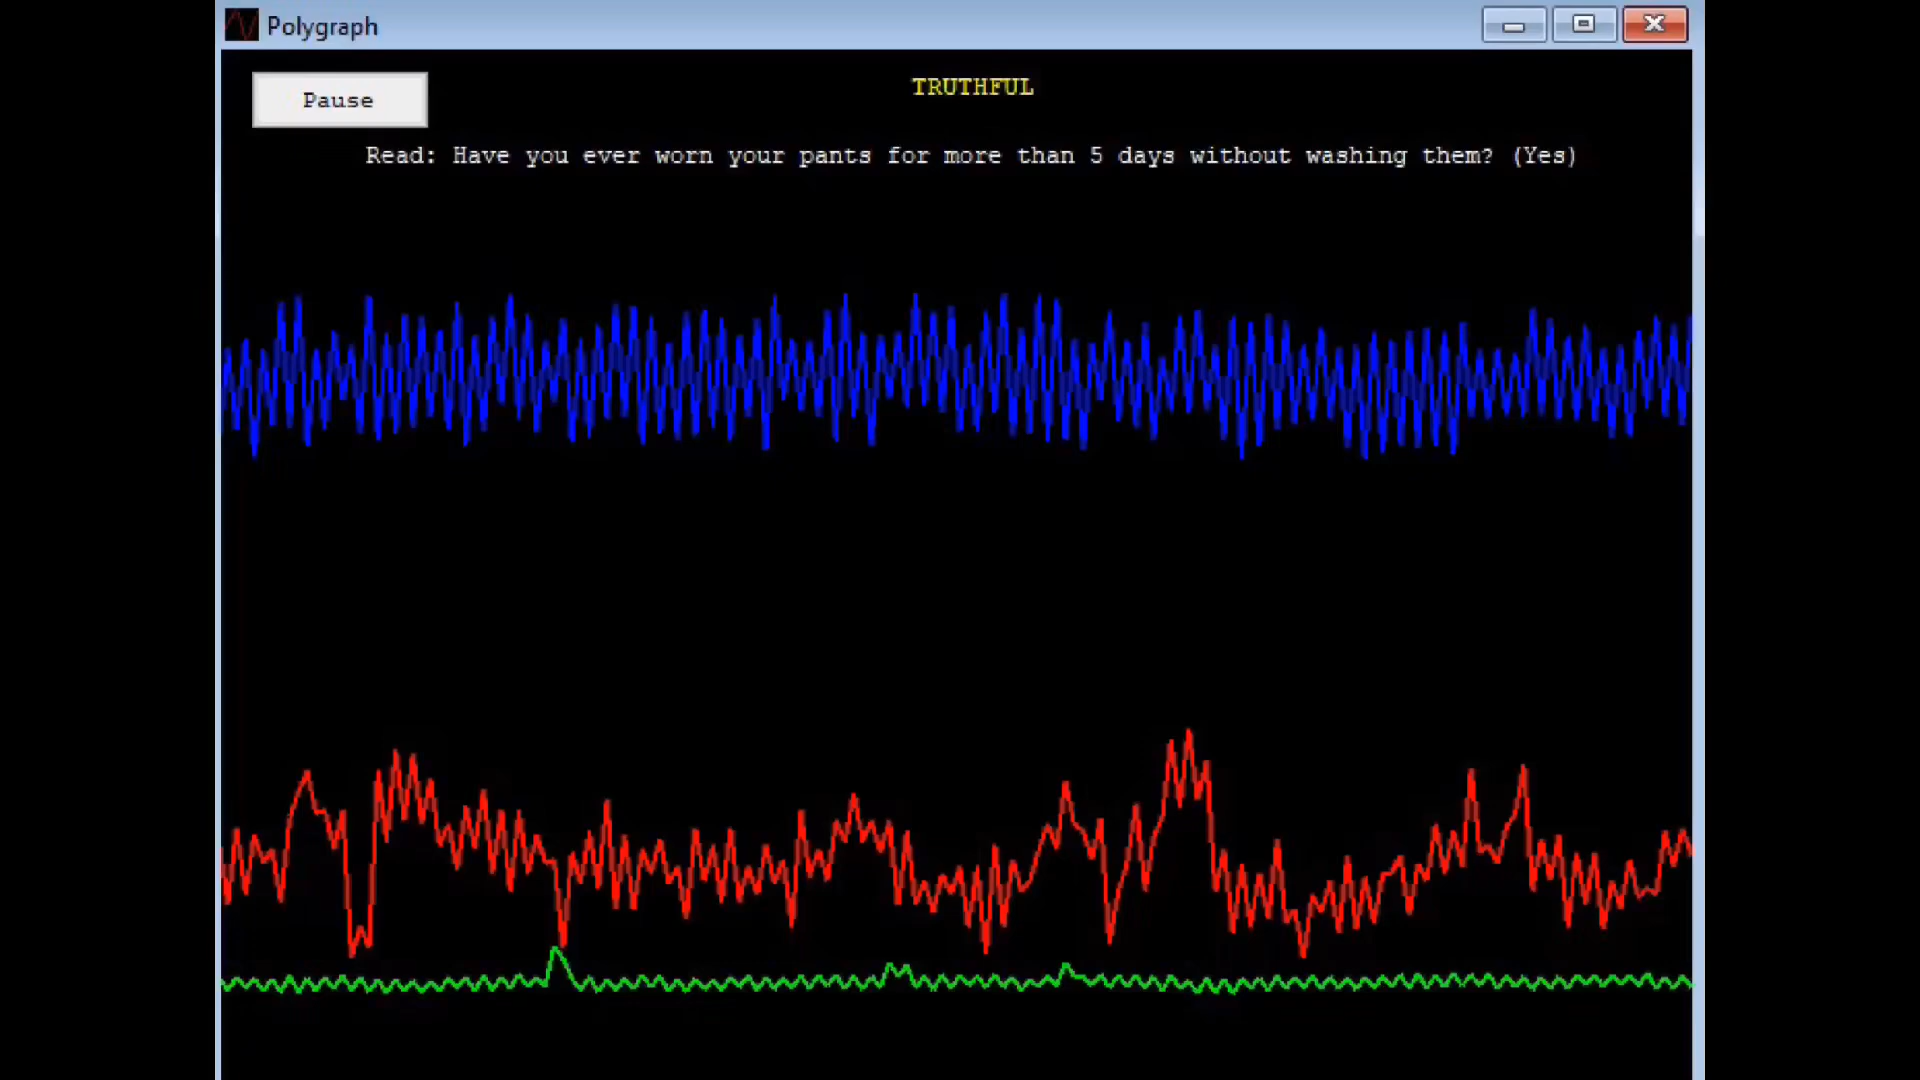 Polygraph
Pause
TRUTHFUL
Read: Have you ever worn your pants for more than 5 days without washing them? (Yes)